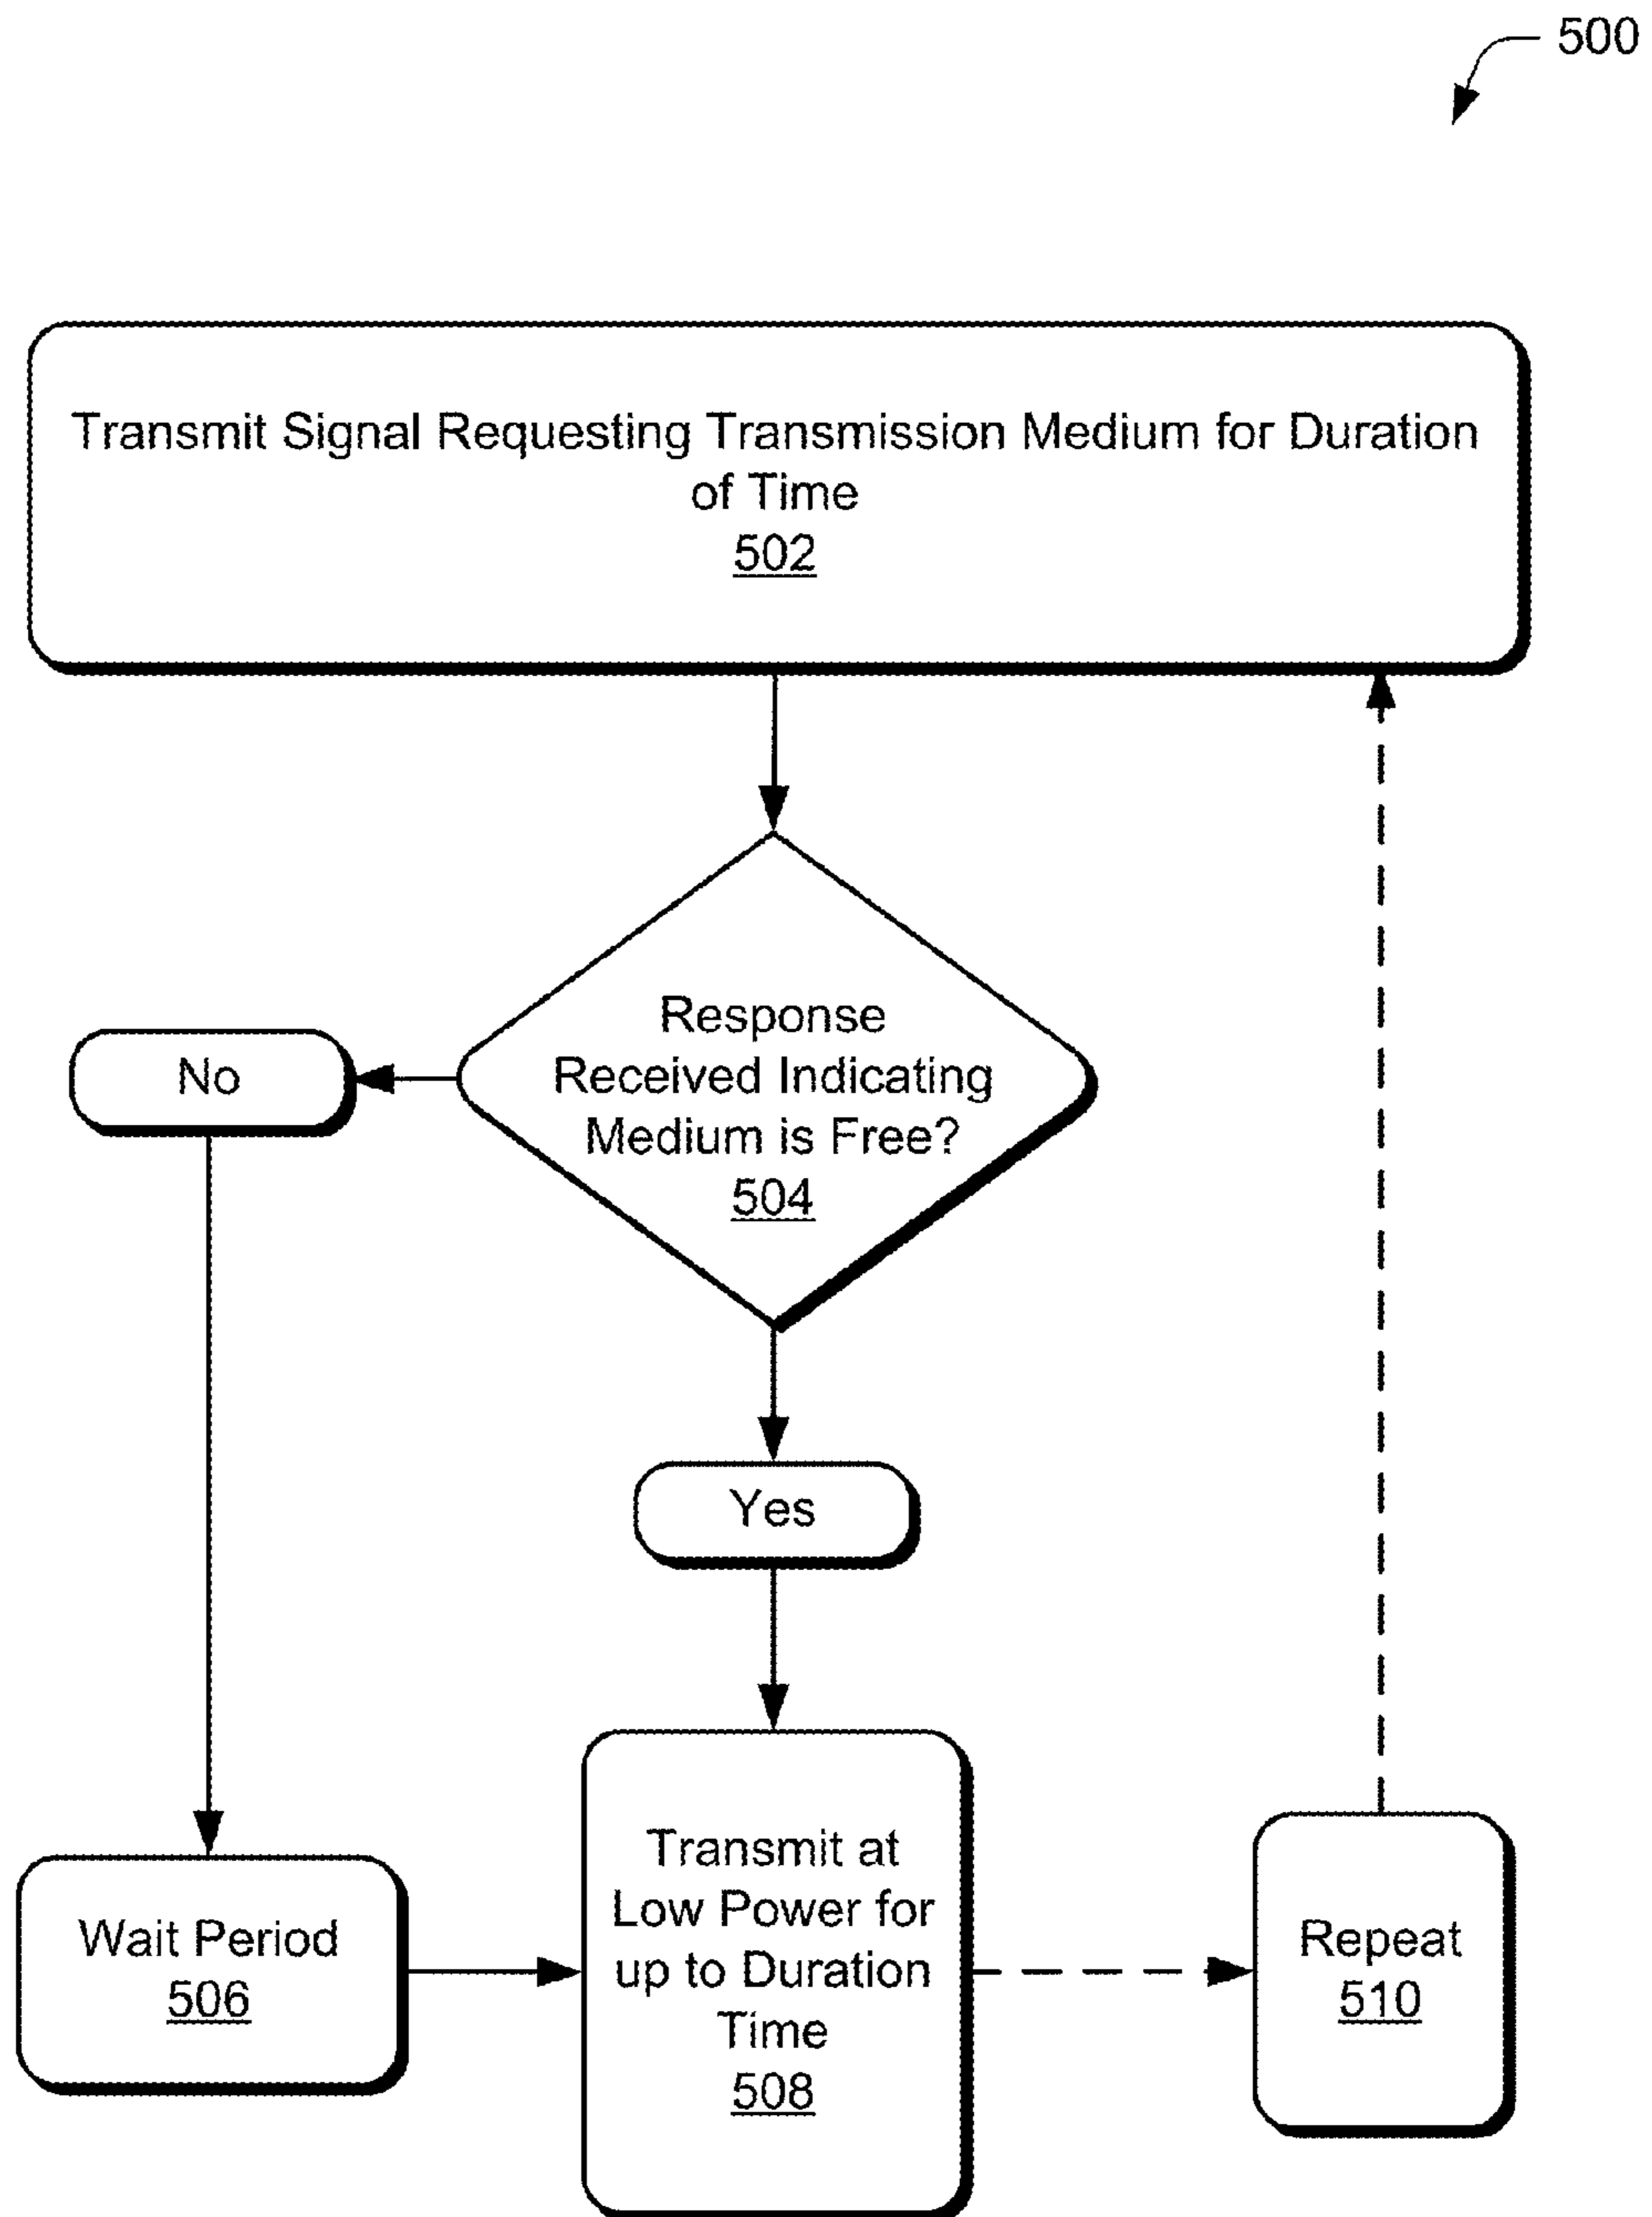 500
Transmit Signal Requesting Transmission Medium for Duration
of Time
502
Response
Received Indicating
Medium is Free?
504
No
Yes
Wait Period
506
Transmit at
Low Power for
up to Duration
Time
508
Repeat
510